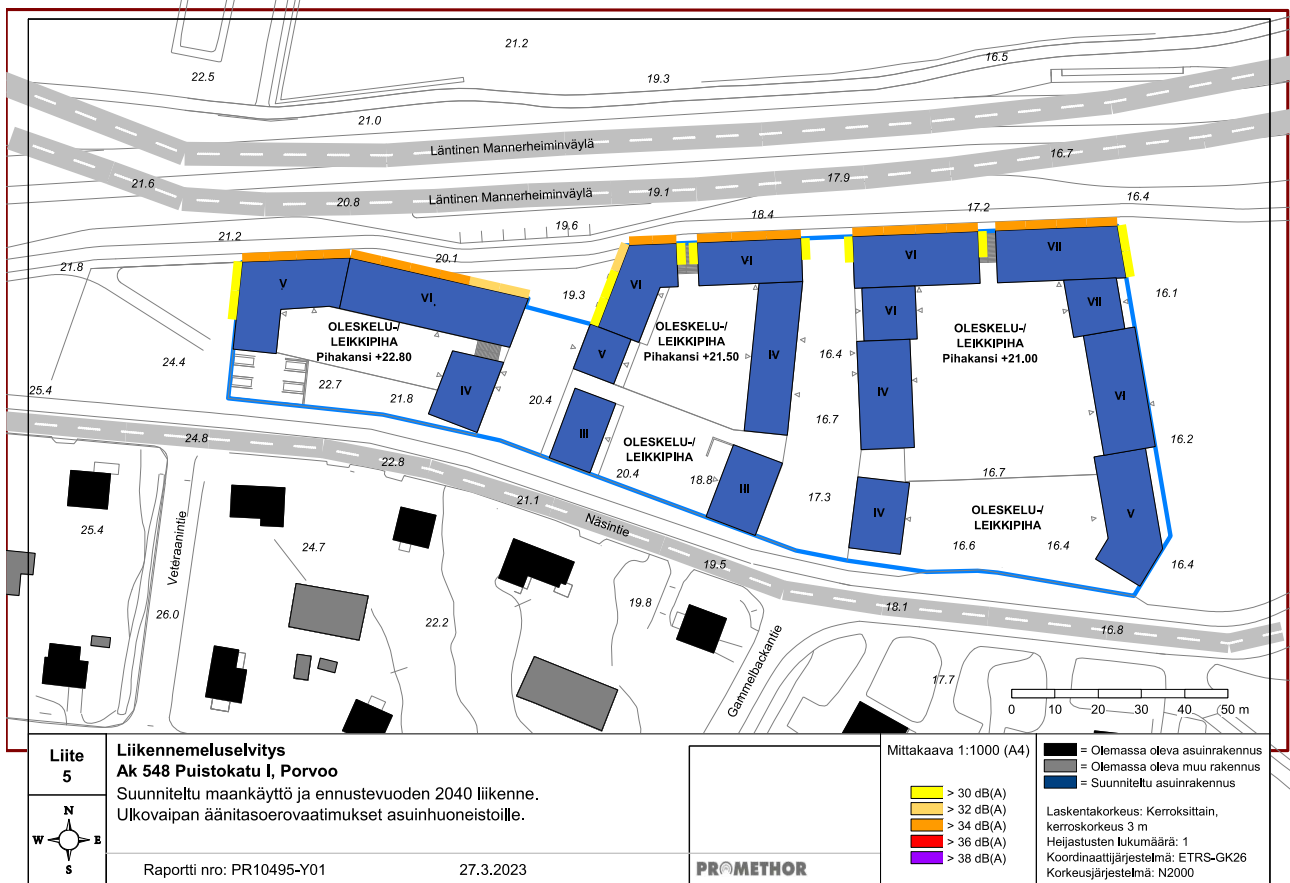 21.2
16.5
22.5
19.3
21.0
Läntinen Mannerheiminväylä
16.7
21.6
17.9
Läntinen Mannerheiminväylä
19.1
20.8
16.4
18.4
17.2
19.6
21.2
20.1
21.8
V
VI
VI
VI
VI
VII
19.3
16.1
VII
VI
OLESKELU-/
LEIKKIPIHA
Pihakansi +22.80
OLESKELU-/
LEIKKIPIHA
Pihakansi +21.50
OLESKELU-/
LEIKKIPIHA
Pihakansi +21.00
V
IV
16.4
24.4
22.7
25.4
21.8
IV
20.4
IV
VI
16.7
24.8
III
OLESKELU-/
LEIKKIPIHA
20.4
16.2
22.8
18.8
III
16.7
21.1
17.3
IV
OLESKELU-/
LEIKKIPIHA
V
Näsintie
25.4
Veteraanintie
24.7
16.6
16.4
16.4
19.5
26.0
22.2
19.8
18.1
16.8
Gammelbackantie
17.7
0 10 20 30 40 50 m
Liite
5
N
W E
S
Liikennemeluselvitys
Ak 548 Puistokatu I, Porvoo
Suunniteltu maankäyttö ja ennustevuoden 2040 liikenne.
Ulkovaipan äänitasoerovaatimukset asuinhuoneistoille.
Raportti nro: PR10495-Y01 27.3.2023
PROMETHOR
Mittakaava 1:1000 (A4)
> 30 dB(A)
> 32 dB(A)
> 34 dB(A)
> 36 dB(A)
> 38 dB(A)
= Olemassa oleva asuinrakennus
= Olemassa oleva muu rakennus
= Suunniteltu asuinrakennus
Laskentakorkeus: Kerroksittain,
kerroskorkeus 3 m
Heijastusten lukumäärä: 1
Koordinaattijärjestelmä: ETRS-GK26
Korkeusjärjestelmä: N2000